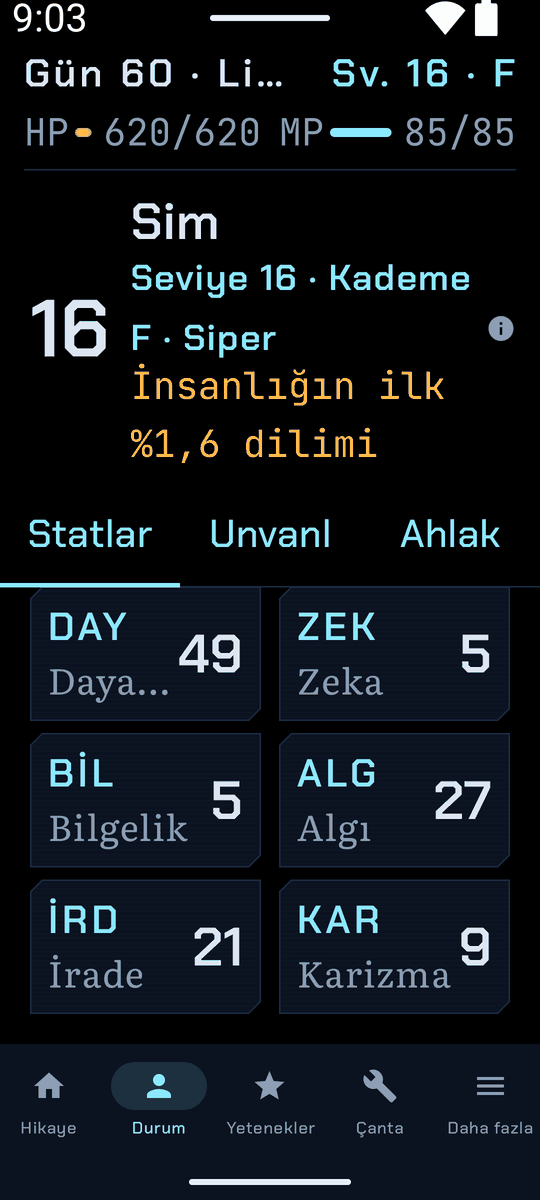 9:03
Gün 60 · Li… Sv. 16 · F
HP 620/620 MP 85/85
Sim
16
Seviye 16 · Kademe
F · Siper
İnsanlığın ilk
%1,6 dilimi
Statlar Unvanl Ahlak
DAY 49 ZEK 5
Daya… Zeka
BİL 5 ALG 27
Bilgelik Algı
İRD 21 KAR 9
İrade Karizma
Hikaye Durum Yetenekler Çanta Daha fazla